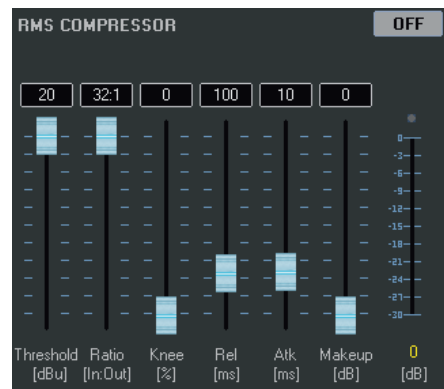 RMS COMPRESSOR OFF
20 32:1 0 100 10 0
0
-3
-6
-9
-12
-15
-18
-21
-24
-27
-30
Threshold Ratio Knee Rel Atk Makeup 0
[dBu] [In:Out] [%] [ms] [ms] [dB] [dB]